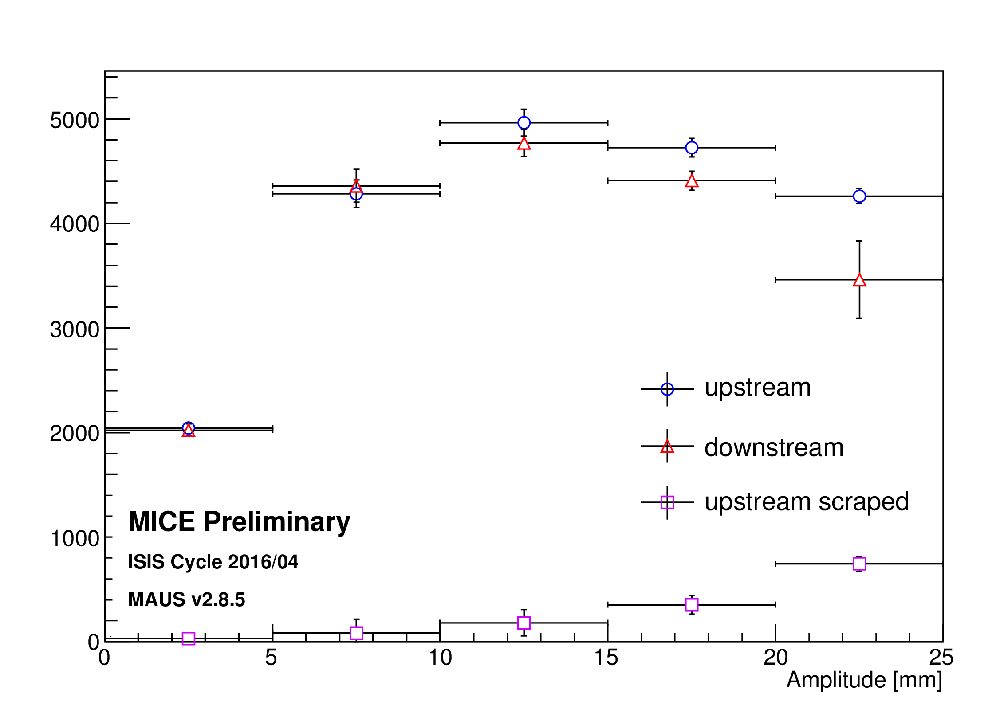 5000
4000
3000
2000
1000
0
upstream
downstream
upstream scraped
MICE Preliminary
ISIS Cycle 2016/04
MAUS v2.8.5
0 5 10 15 20 25
Amplitude [mm]